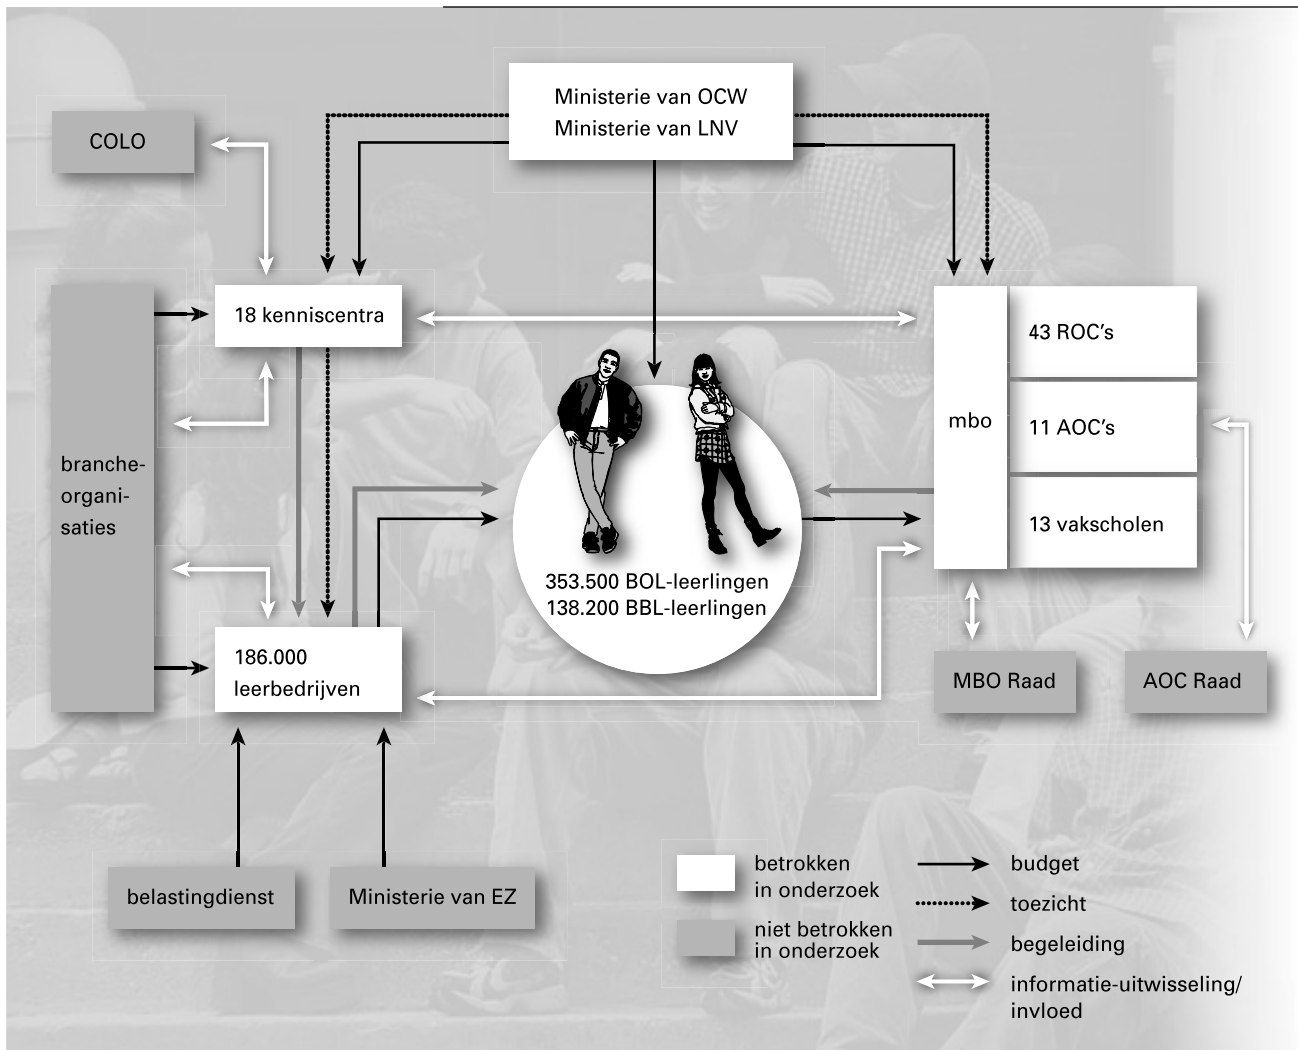 Ministerie van OCW
Ministerie van LNV
COLO
18 kenniscentra
43 ROC's
mbo
11 AOC's
13 vakscholen
branche-
organi-
saties
353.500 BOL-leerlingen
138.200 BBL-leerlingen
186.000
leerbedrijven
MBO Raad
AOC Raad
belastingdienst
Ministerie van EZ
betrokken
in onderzoek
niet betrokken
in onderzoek
budget
toezicht
begeleiding
informatie-uitwisseling/
invloed